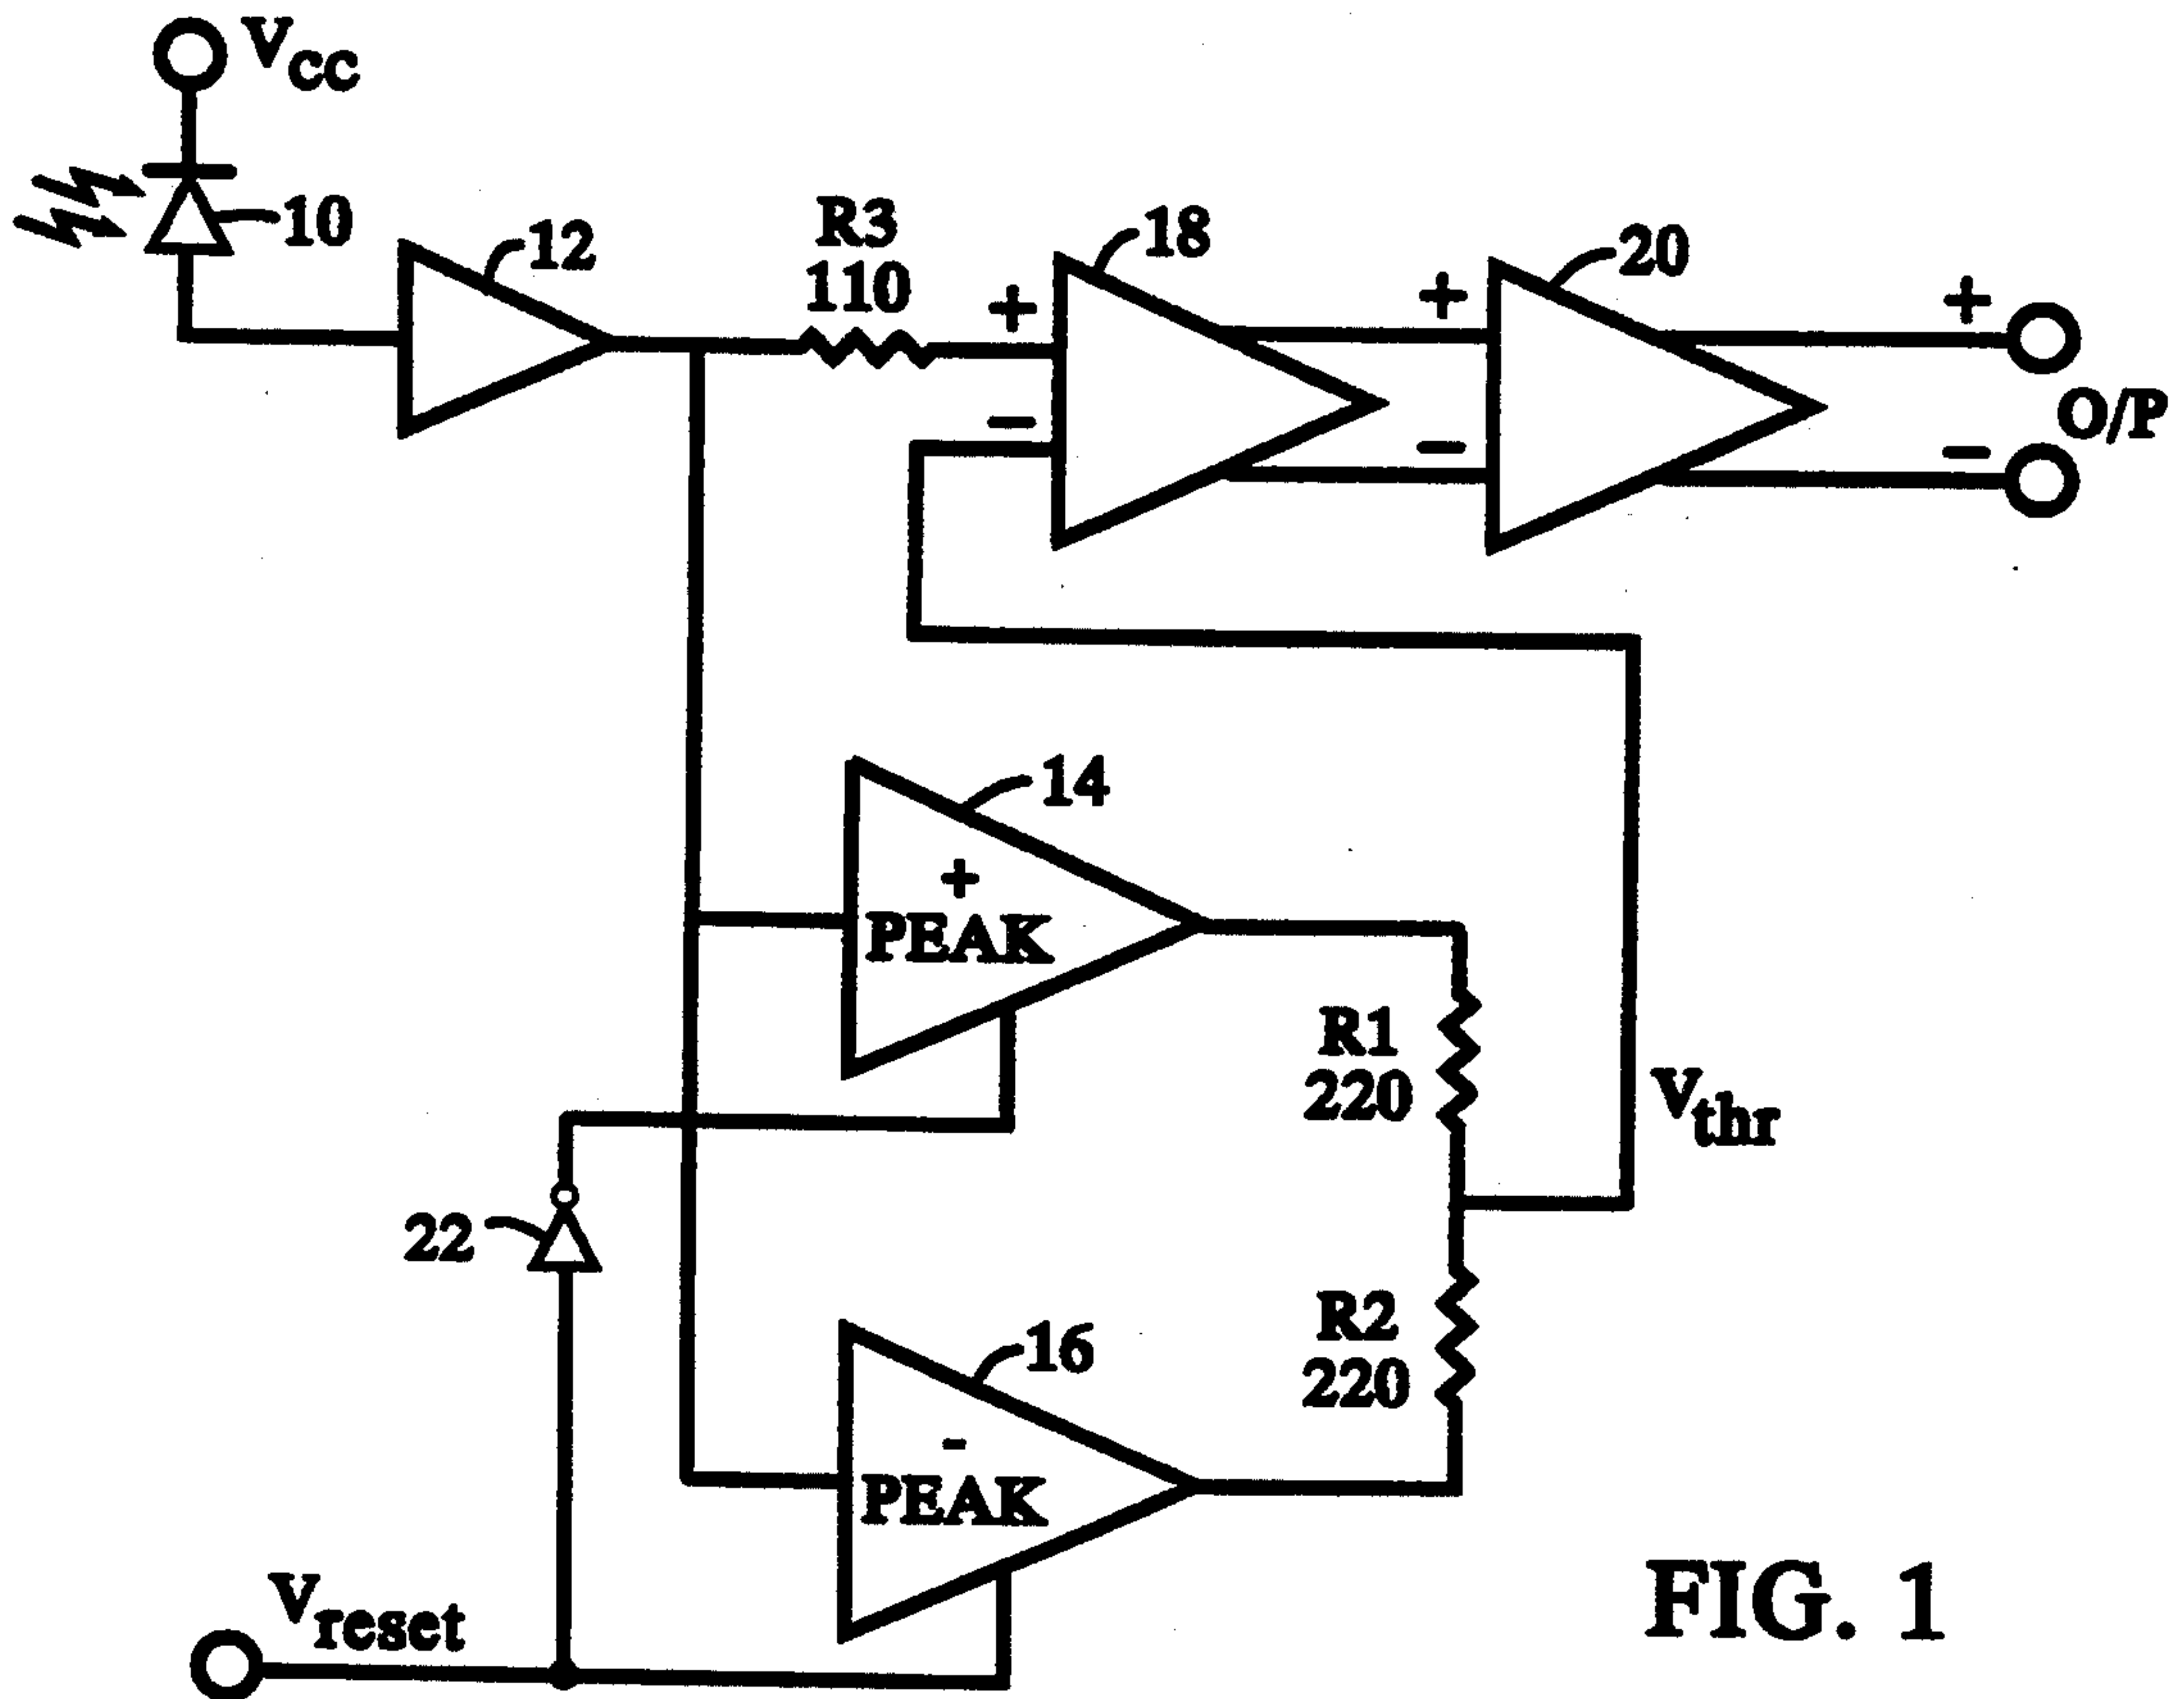 Vcc
10
12
R3
110
+
-
18
+
-
20
+
-
O/P
14
+
PEAK
R1
220
Vthr
22
R2
220
16
-
PEAK
Vreset
FIG. 1